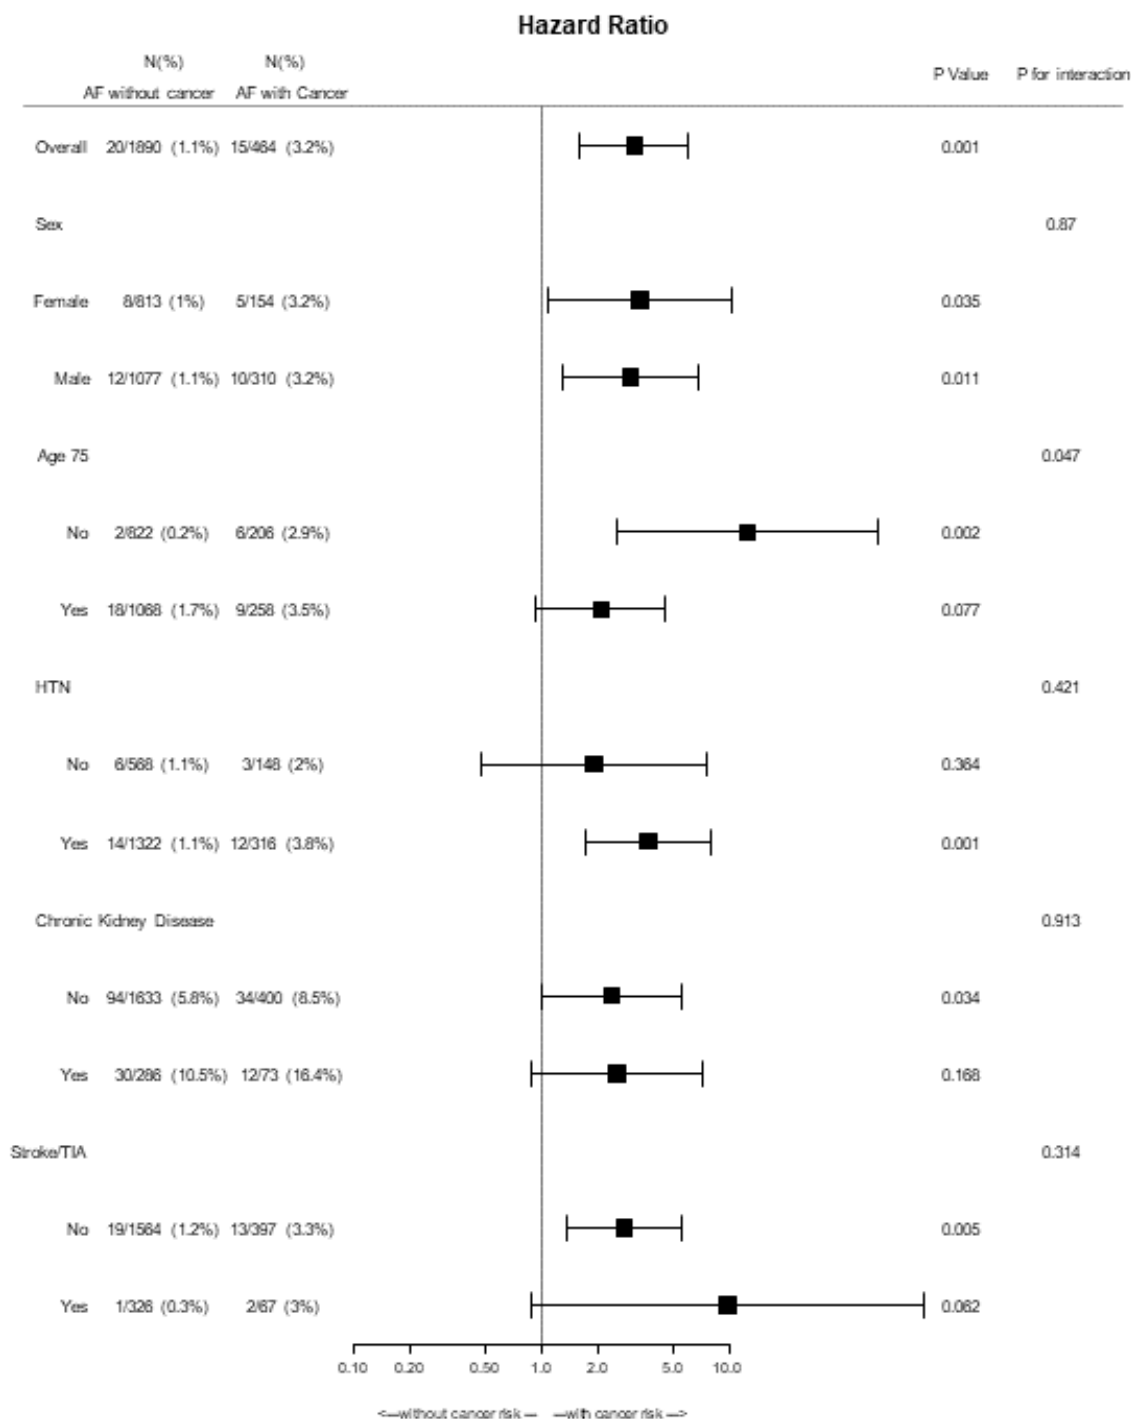 Hazard Ratio
N(%) N(%)
P Value P for interaction
AF without cancer AF with Cancer
Overall 20/1890 (1.1%) 15/464 (3.2%) 0.001
Sex 0.87
Female 8/813 (1%) 5/154 (3.2%) 0.035
Male 12/1077 (1.1%) 10/310 (3.2%) 0.011
Age 75 0.047
No 2/822 (0.2%) 6/206 (2.9%) 0.002
Yes 18/1068 (1.7%) 9/258 (3.5%) 0.077
HTN 0.421
No 6/568 (1.1%) 3/148 (2%) 0.364
Yes 14/1322 (1.1%) 12/316 (3.8%) 0.001
Chronic Kidney Disease 0.913
No 94/1633 (5.8%) 34/400 (8.5%) 0.034
Yes 30/286 (10.5%) 12/73 (16.4%) 0.168
Stroke/TIA 0.314
No 19/1564 (1.2%) 13/397 (3.3%) 0.005
Yes 1/326 (0.3%) 2/67 (3%) 0.062
0.10 0.20 0.50 1.0 2.0 5.0 10.0
<---without cancer risk --- ---with cancer risk --->